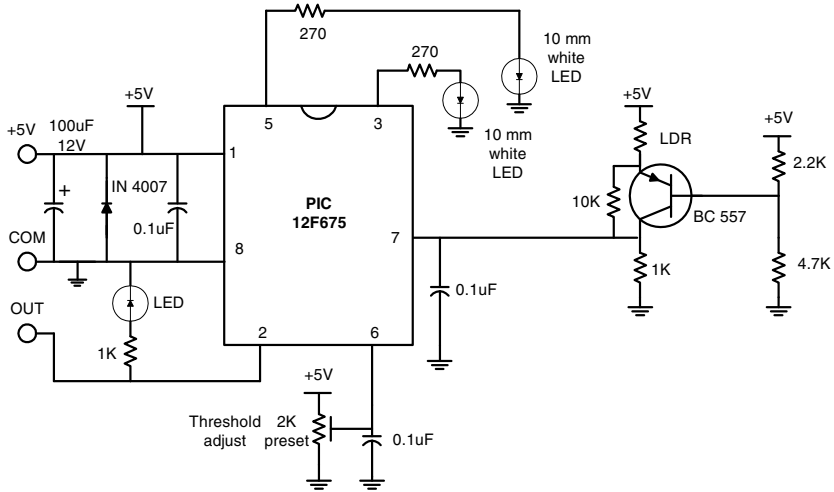 270
10 mm
white
LED
270
10 mm
white
LED
+5V
+5V
100uF
12V
+
IN 4007
0.1uF
COM
LED
OUT
1K
5
3
1
PIC
12F675
8
7
2
6
+5V
LDR
+5V
2.2K
10K
BC 557
1K
4.7K
0.1uF
+5V
Threshold 2K
adjust preset
0.1uF